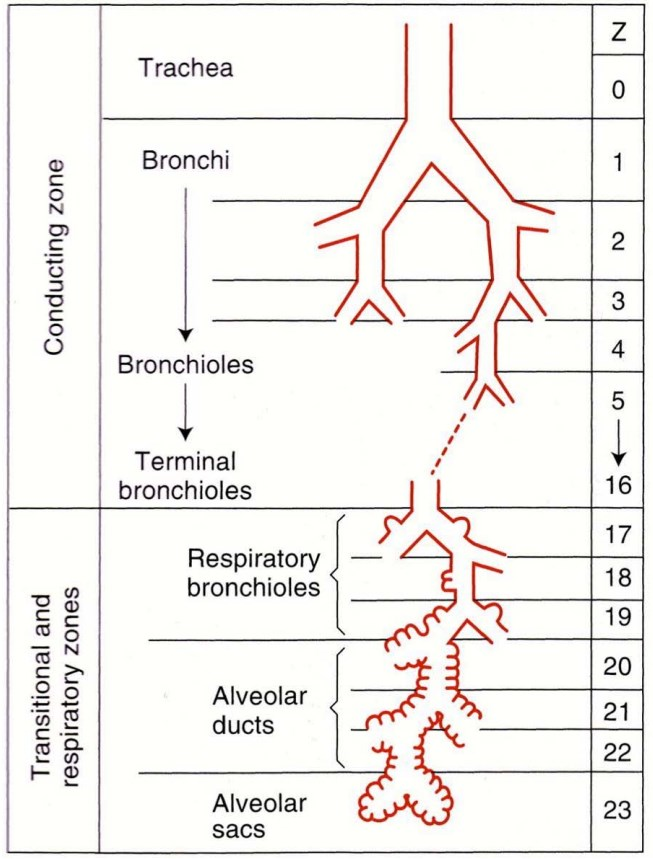 Z
Trachea
0
Conducting zone
Bronchi
1
2
3
Bronchioles
4
5
Terminal
bronchioles
16
Transitional and
respiratory zones
Respiratory
bronchioles
17
18
19
Alveolar
ducts
20
21
22
Alveolar
sacs
23